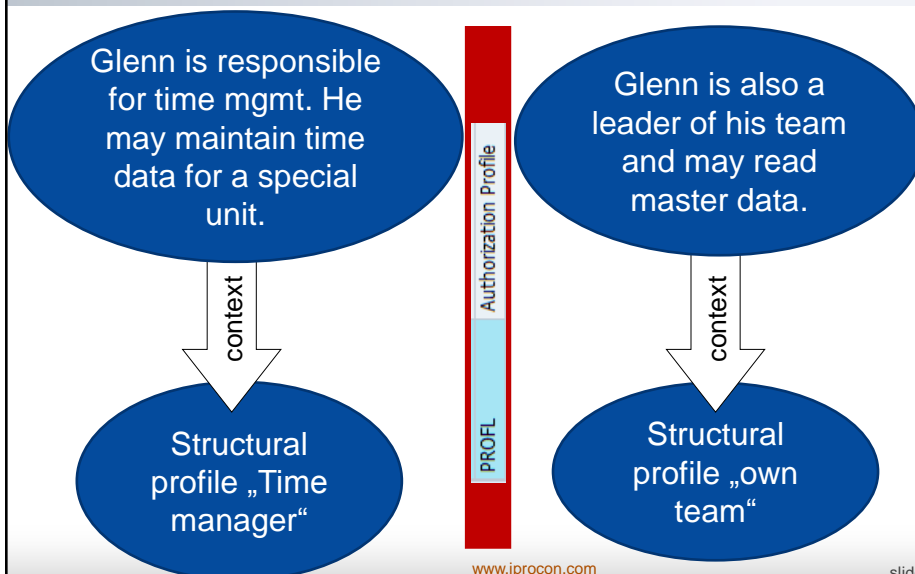 Glenn is responsible
for time mgmt. He
may maintain time
data for a special
unit.
context
Structural
profile „Time
manager“
Authorization Profile
PROFL
Glenn is also a
leader of his team
and may read
master data.
context
Structural
profile „own
team“
www.iprocon.com
slid